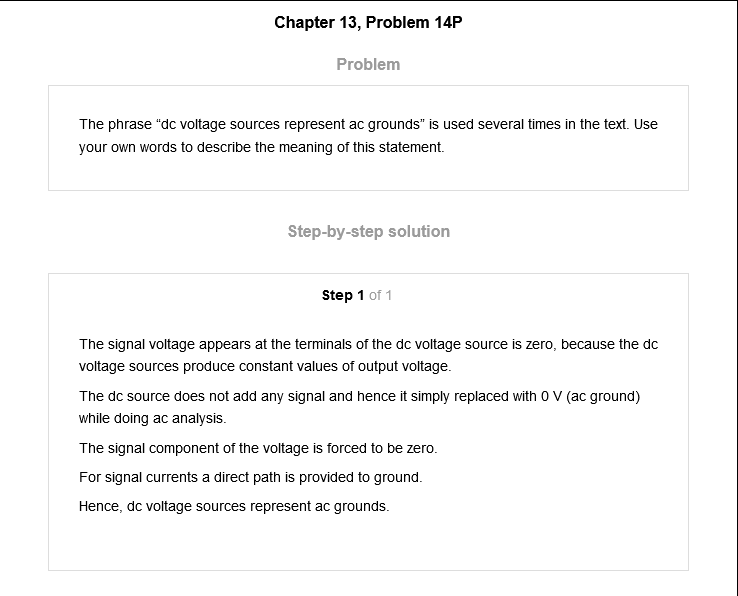 Chapter 13, Problem 14P
Problem
The phrase “dc voltage sources represent ac grounds” is used several times in the text. Use
your own words to describe the meaning of this statement.
Step-by-step solution
Step 1 of 1
The signal voltage appears at the terminals of the dc voltage source is zero, because the dc
voltage sources produce constant values of output voltage.
The dc source does not add any signal and hence it simply replaced with 0 V (ac ground)
while doing ac analysis.
The signal component of the voltage is forced to be zero.
For signal currents a direct path is provided to ground.
Hence, dc voltage sources represent ac grounds.